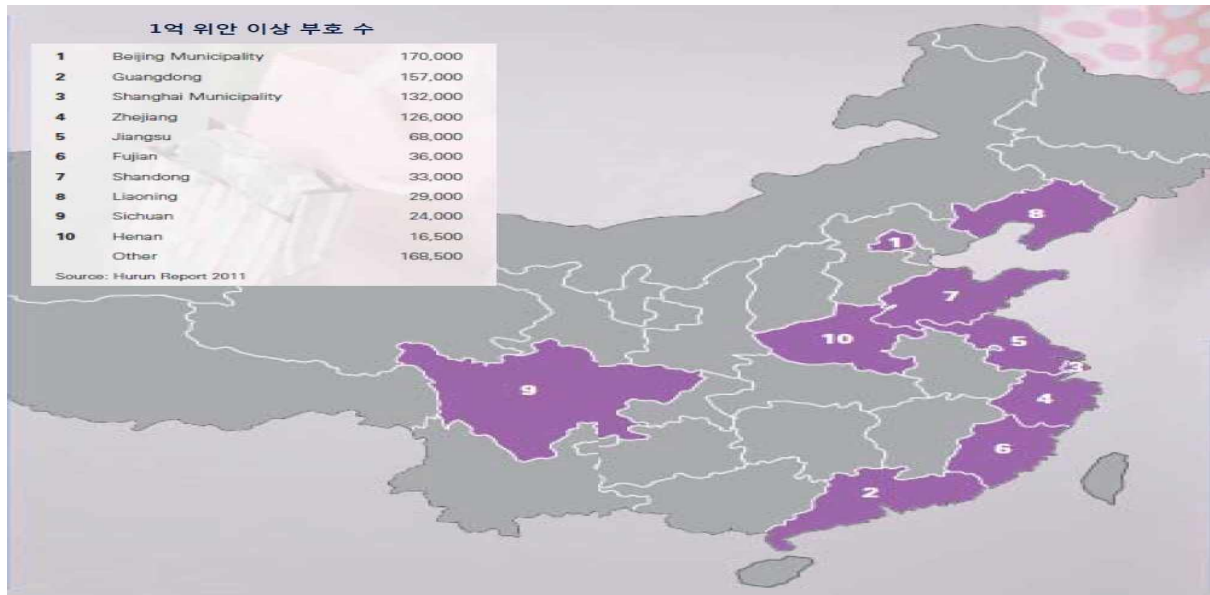 1억 위안 이상 부호 수
1 Beijing Municipality 170,000
2 Guangdong 157,000
3 Shanghai Municipality 132,000
4 Zhejiang 126,000
5 Jiangsu 68,000
6 Fujian 36,000
7 Shandong 33,000
8 Liaoning 29,000
9 Sichuan 24,000
10 Henan 16,500
Other 168,500
Source: Hurun Report 2011
8
1
7
10
5
3
9
4
6
2